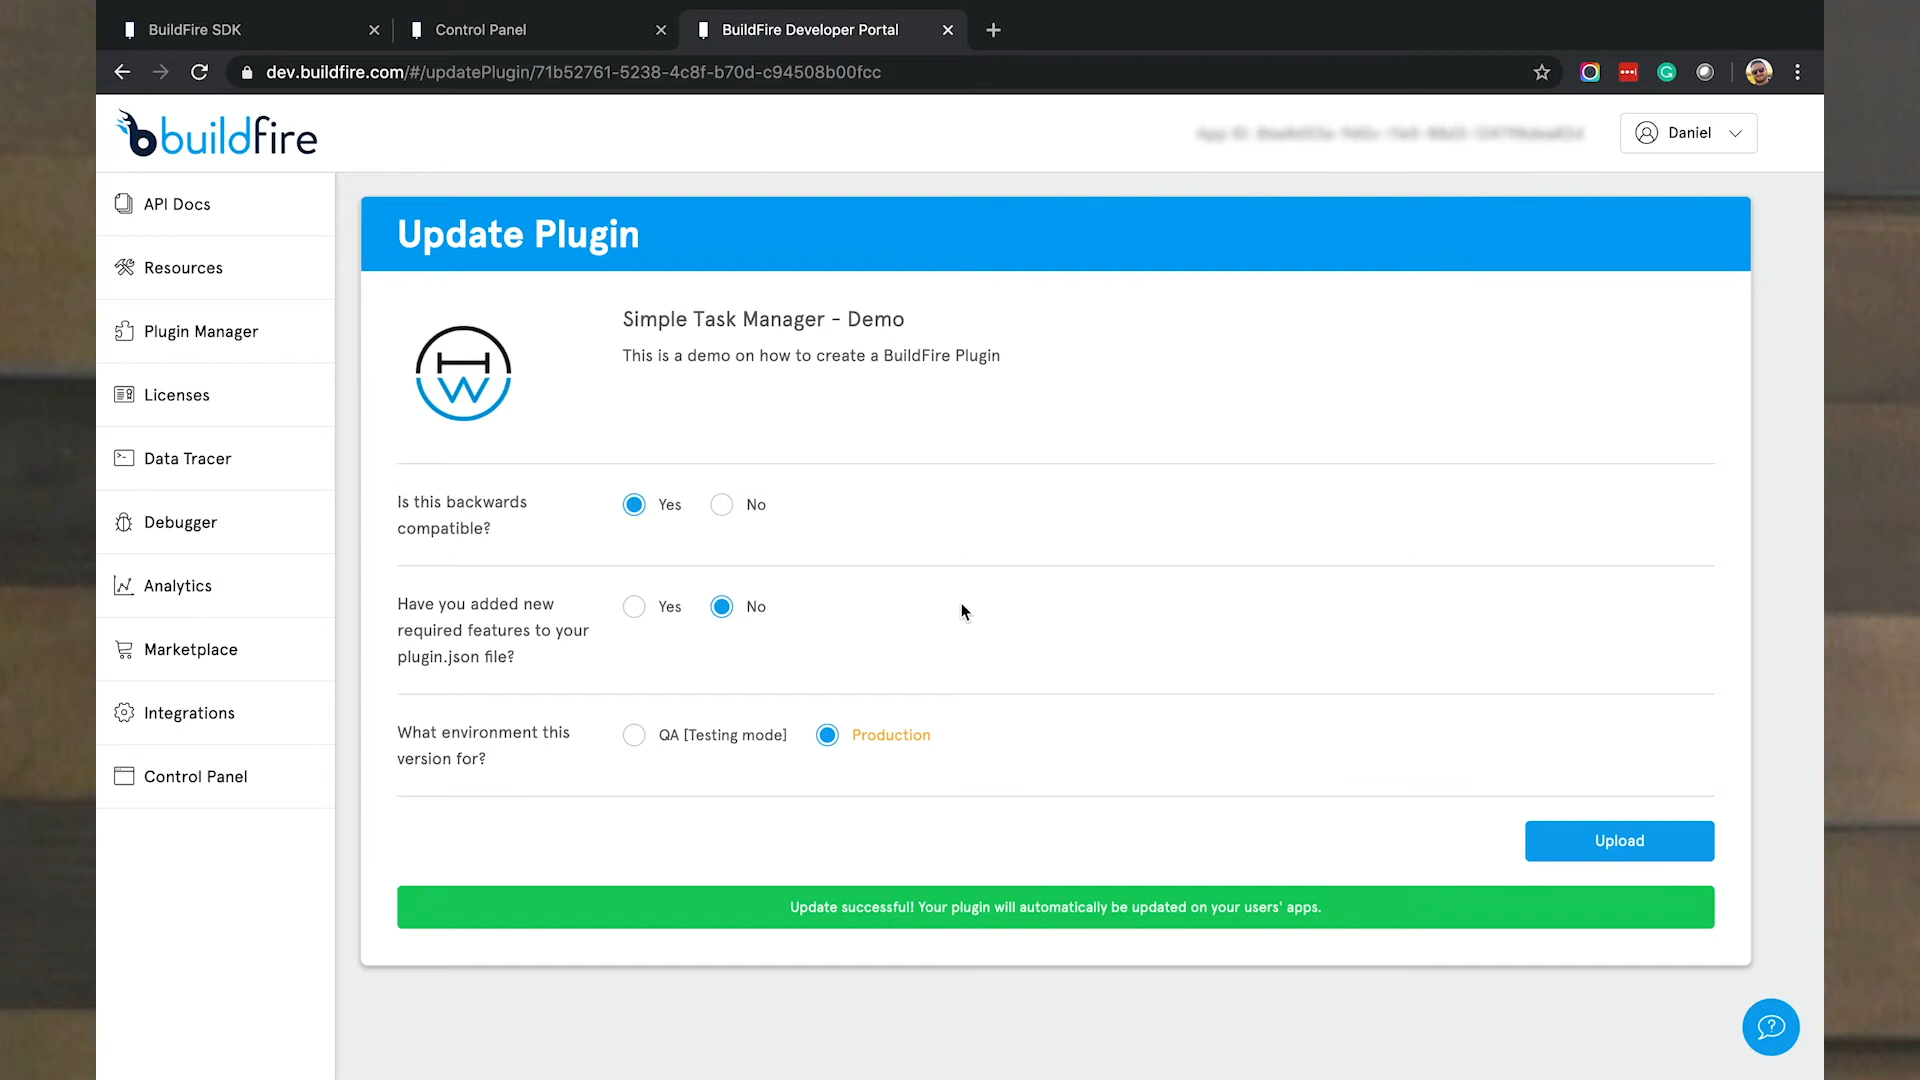 BuildFire SDK
Control Panel
BuildFire Developer Portal
dev.buildfire.com/#/updatePlugin/71b52761-5238-4c8f-b70d-c94508b00fcc
buildfire
Daniel
API Docs
Resources
Plugin Manager
Licenses
Data Tracer
Debugger
Analytics
Marketplace
Integrations
Control Panel
Update Plugin
Simple Task Manager - Demo
This is a demo on how to create a BuildFire Plugin
Is this backwards
compatible?
Yes No
Have you added new
required features to your
plugin.json file?
Yes No
What environment this
version for?
QA [Testing mode] Production
Upload
Update successful! Your plugin will automatically be updated on your users' apps.